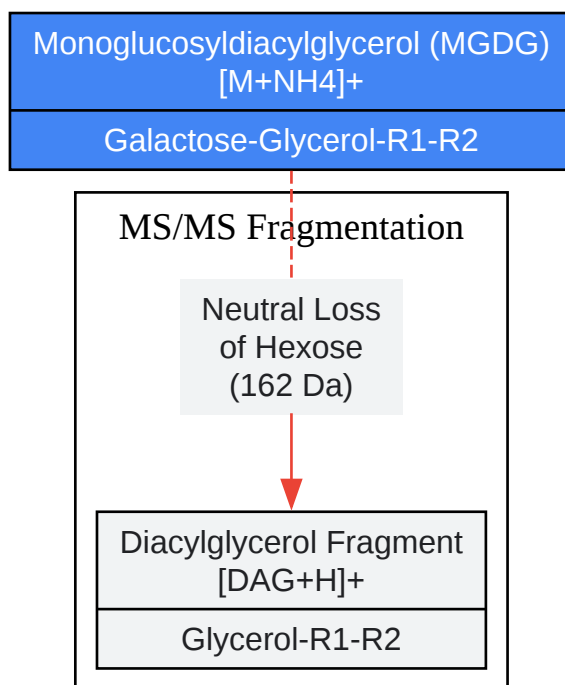 Monoglucosyldiacylglycerol (MGDG)
[M+NH4]+
Galactose-Glycerol-R1-R2
MS/MS Fragmentation
Neutral Loss
of Hexose
(162 Da)
Diacylglycerol Fragment
[DAG+H]+
Glycerol-R1-R2